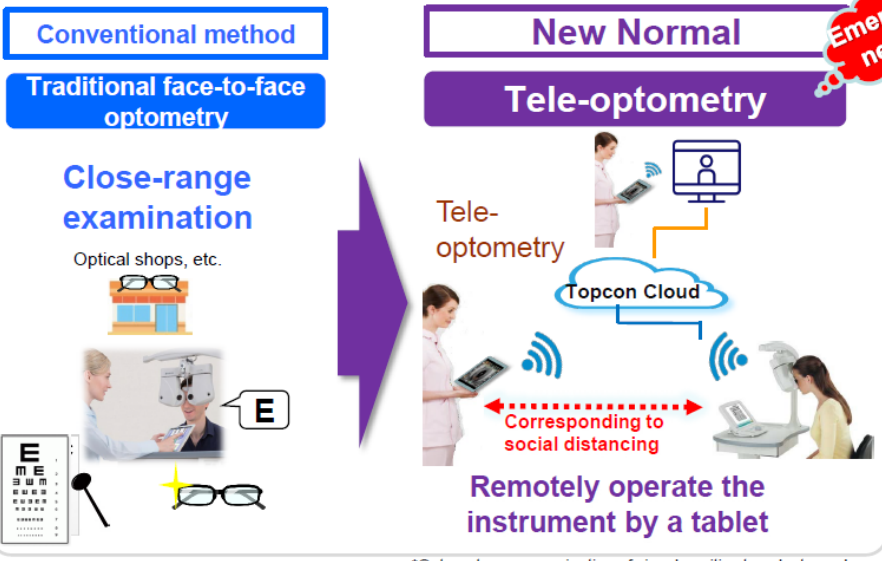 Conventional method
Traditional face-to-face
optometry
Close-range
examination
Optical shops, etc.
E
E
M E
New Normal
Tele-optometry
Tele-
optometry
Topcon Cloud
Corresponding to
social distancing
Remotely operate the
instrument by a tablet